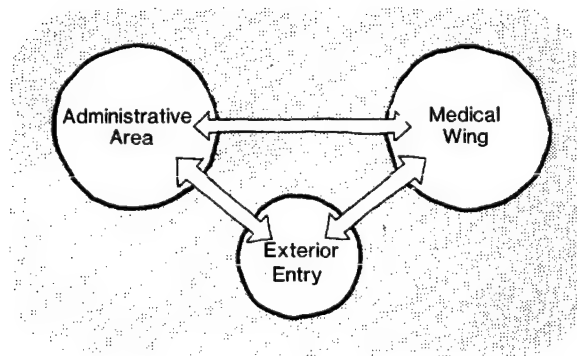 Administrative
Area
Medical
Wing
Exterior
Entry